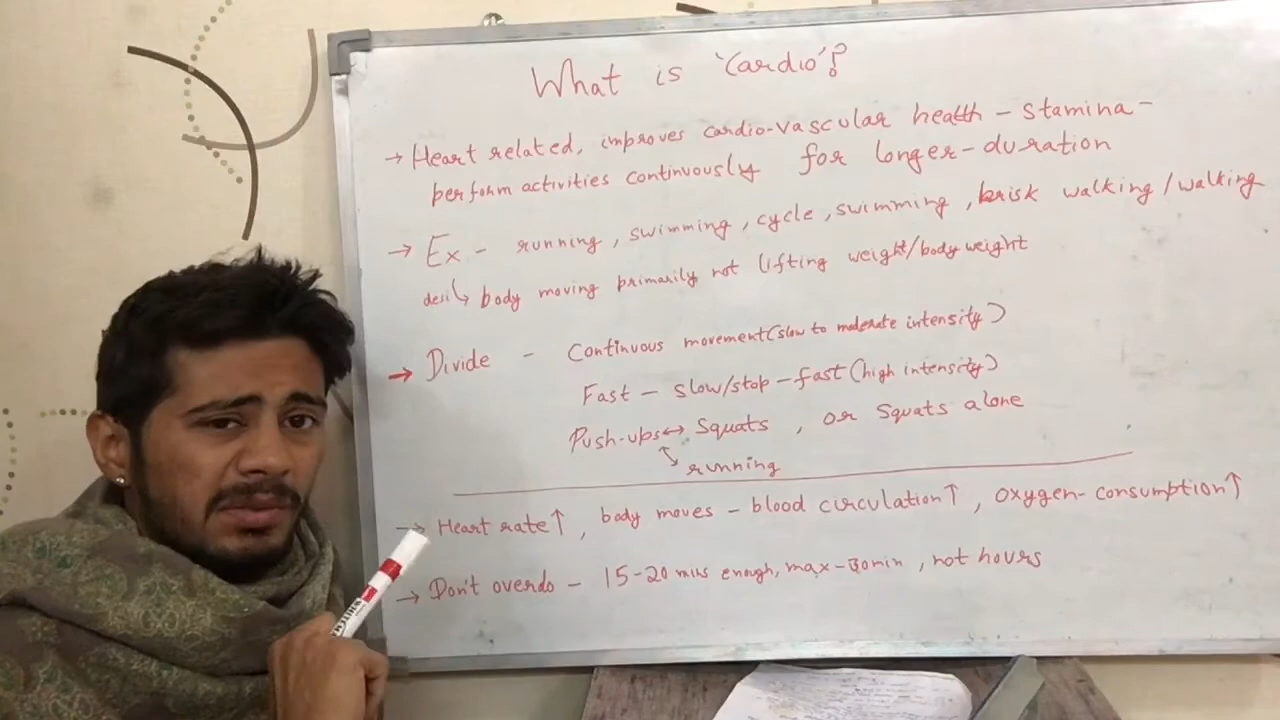 What is 'Cardio'?
→ Heart related, improves cardio-vascular health - stamina -
perform activities continuously for longer-duration
→ Ex - running, swimming, cycle, swimming, brisk walking/walking
desi↳ body moving primarily not lifting weight/body weight
→ Divide - Continuous movement(slow to moderate intensity)
Fast - slow/stop - fast (high intensity)
Push-ups↔ Squats, or Squats alone
↕ running
→ Heart rate↑, body moves - blood circulation↑, oxygen-consumption↑
→ Don't overdo - 15-20 mins enough, max-30min, not hours